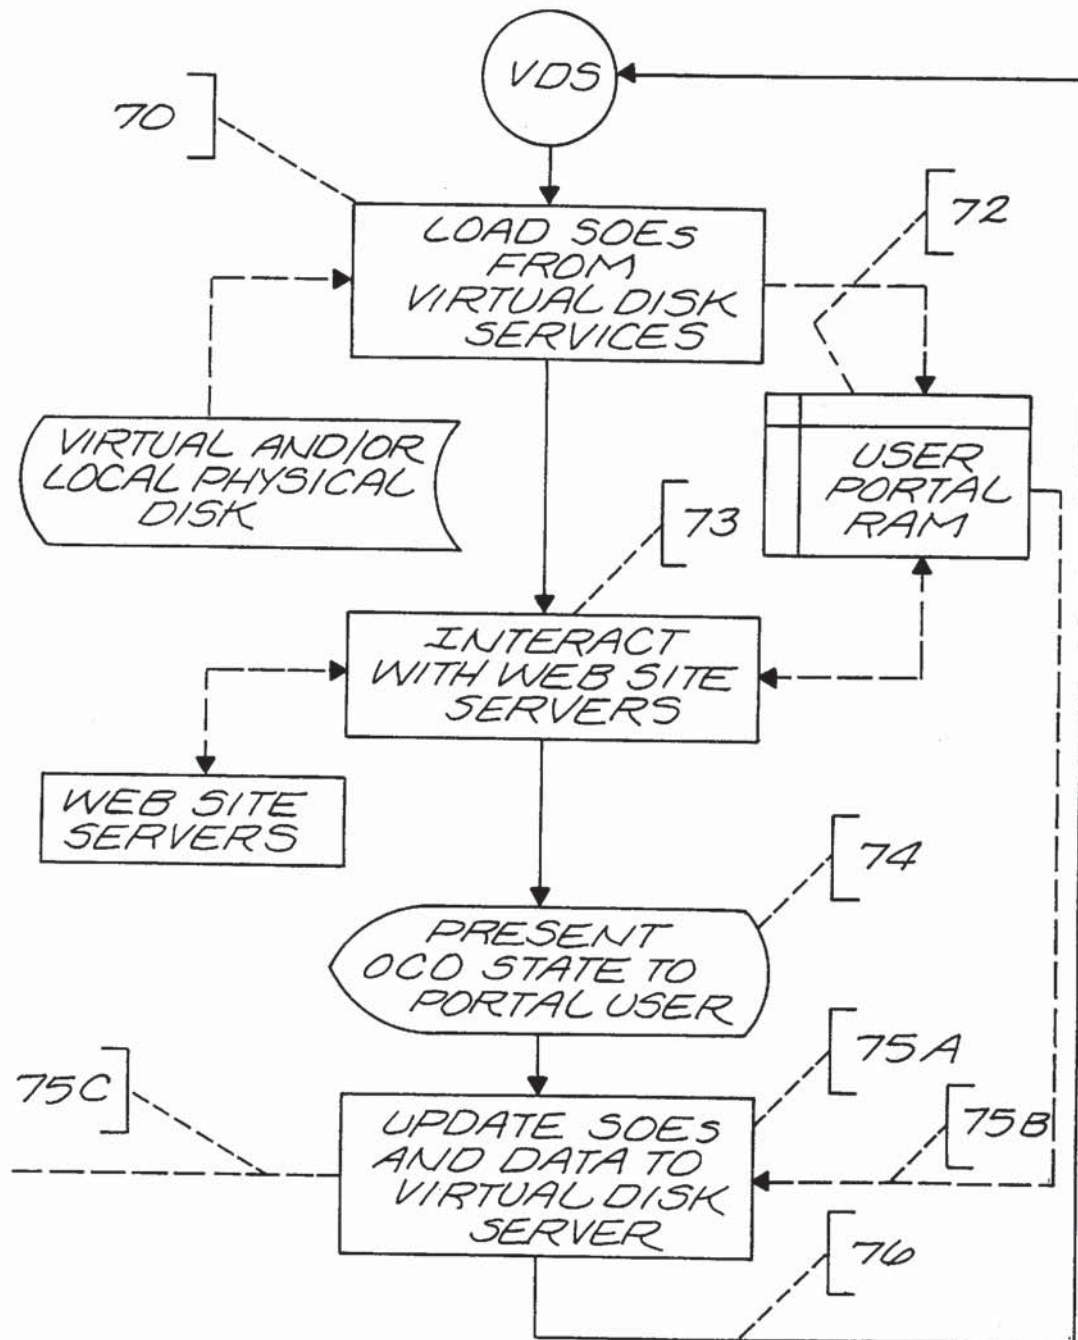 VDS
70
LOAD SOES
FROM
VIRTUAL DISK
SERVICES
72
VIRTUAL AND/OR
LOCAL PHYSICAL
DISK
USER
PORTAL
RAM
73
INTERACT
WITH WEB SITE
SERVERS
WEB SITE
SERVERS
74
PRESENT
OCO STATE TO
PORTAL USER
75A
75C
75B
UPDATE SOES
AND DATA TO
VIRTUAL DISK
SERVER
76